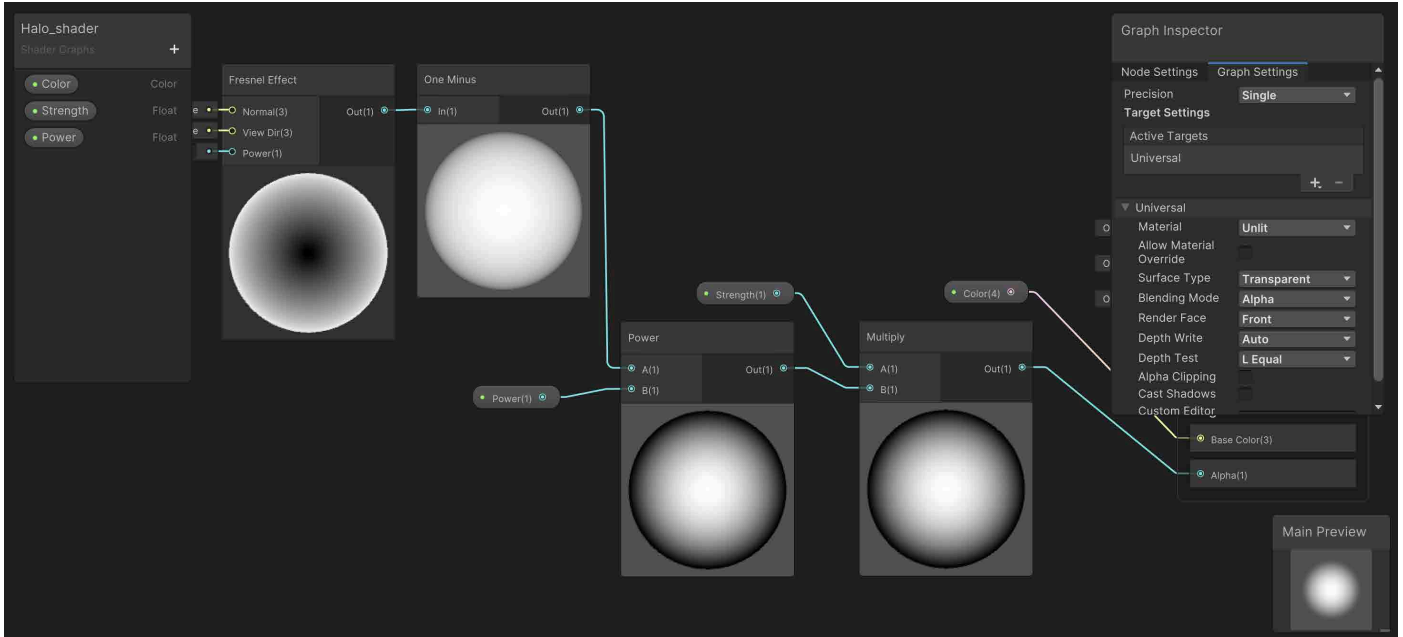 Halo_shader
Shader Graphs
+
Color Color
Strength Float
Power Float
Fresnel Effect
e Normal(3) Out(1)
e View Dir(3)
Power(1)
One Minus
In(1) Out(1)
Strength(1)
Color(4)
Power
A(1) Out(1)
B(1)
Power(1)
Multiply
A(1) Out(1)
B(1)
Graph Inspector
Node Settings Graph Settings
Precision Single
Target Settings
Active Targets
Universal
+ -
Universal
Material Unlit
Allow Material
Override
Surface Type Transparent
Blending Mode Alpha
Render Face Front
Depth Write Auto
Depth Test L Equal
Alpha Clipping
Cast Shadows
Custom Editor
O
O
O
Base Color(3)
Alpha(1)
Main Preview